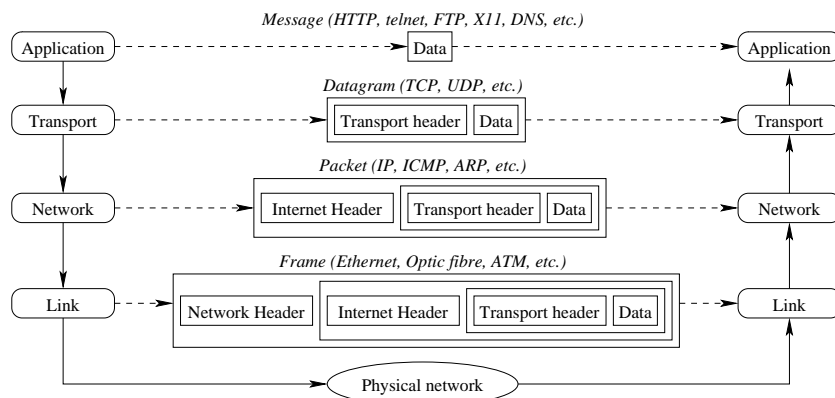 Message (HTTP, telnet, FTP, X11, DNS, etc.)
Application Data Application
Datagram (TCP, UDP, etc.)
Transport Transport header Data Transport
Packet (IP, ICMP, ARP, etc.)
Network Internet Header Transport header Data Network
Frame (Ethernet, Optic fibre, ATM, etc.)
Link Network Header Internet Header Transport header Data Link
Physical network